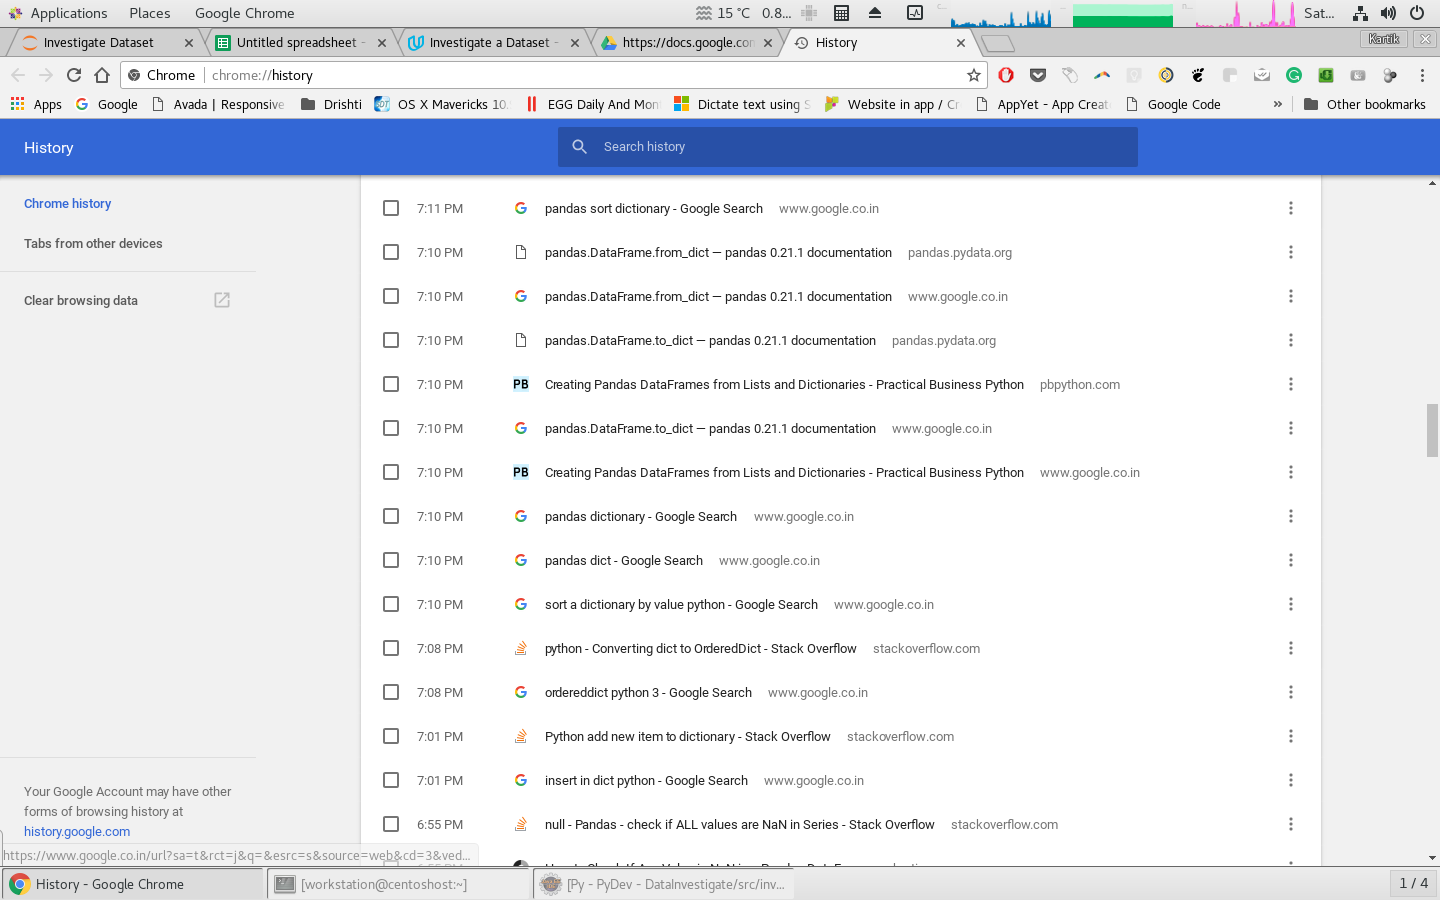 Applications Places Google Chrome 15 °C 0.8... Sat...
Investigate Dataset Untitled spreadsheet - Investigate a Dataset - https://docs.google.com History Kartik
Chrome chrome://history
Apps Google Avada | Responsive Drishti OS X Mavericks 10. EGG Daily And Mon Dictate text using S Website in app / Cr AppYet - App Creat Google Code » Other bookmarks
History Search history
Chrome history
Tabs from other devices
Clear browsing data
7:11 PM pandas sort dictionary - Google Search www.google.co.in
7:10 PM pandas.DataFrame.from_dict — pandas 0.21.1 documentation pandas.pydata.org
7:10 PM pandas.DataFrame.from_dict — pandas 0.21.1 documentation www.google.co.in
7:10 PM pandas.DataFrame.to_dict — pandas 0.21.1 documentation pandas.pydata.org
7:10 PM PB Creating Pandas DataFrames from Lists and Dictionaries - Practical Business Python pbpython.com
7:10 PM pandas.DataFrame.to_dict — pandas 0.21.1 documentation www.google.co.in
7:10 PM PB Creating Pandas DataFrames from Lists and Dictionaries - Practical Business Python www.google.co.in
7:10 PM pandas dictionary - Google Search www.google.co.in
7:10 PM pandas dict - Google Search www.google.co.in
7:10 PM sort a dictionary by value python - Google Search www.google.co.in
7:08 PM python - Converting dict to OrderedDict - Stack Overflow stackoverflow.com
7:08 PM ordereddict python 3 - Google Search www.google.co.in
7:01 PM Python add new item to dictionary - Stack Overflow stackoverflow.com
7:01 PM insert in dict python - Google Search www.google.co.in
6:55 PM null - Pandas - check if ALL values are NaN in Series - Stack Overflow stackoverflow.com
Your Google Account may have other
forms of browsing history at
history.google.com
https://www.google.co.in/url?sa=t&rct=j&q=&esrc=s&source=web&cd=3&ved...
History - Google Chrome [workstation@centoshost:~] [Py - PyDev - DataInvestigate/src/inv... 1 / 4